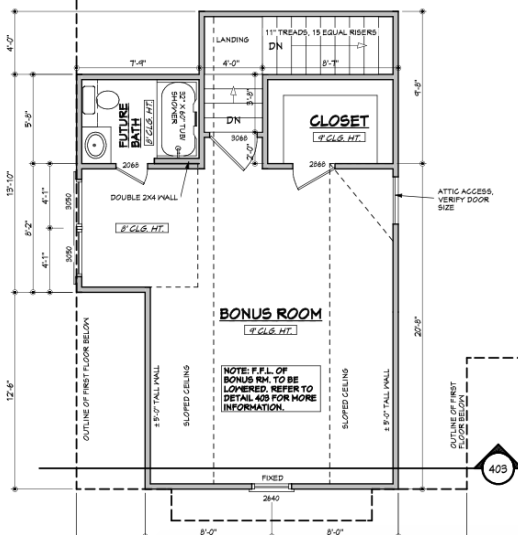 4'-0"
LANDING
11" TREADS, 15 EQUAL RISERS
DN
7'-9"
4'-0"
8'-7"
9'-8"
5'-8"
32" X 60" TUB/
SHOWER
FUTURE
BATH
8' CLG. HT.
3'-8"
DN
CLOSET
9' CLG. HT.
2'-0"
3068
2068
2868
13'-10"
DOUBLE 2X4 WALL
ATTIC ACCESS,
VERIFY DOOR
SIZE
3050
4'-1"
8'-2"
8' CLG. HT.
3050
4'-1"
BONUS ROOM
9' CLG. HT.
20'-8"
NOTE: F.F.L. OF
BONUS RM. TO BE
LOWERED. REFER TO
DETAIL 403 FOR MORE
INFORMATION.
12'-6"
OUTLINE OF FIRST FLOOR BELOW
± 5'-0" TALL WALL
SLOPED CEILING
SLOPED CEILING
± 5'-0" TALL WALL
OUTLINE OF FIRST
FLOOR BELOW
403
FIXED
2640
8'-0"
8'-0"